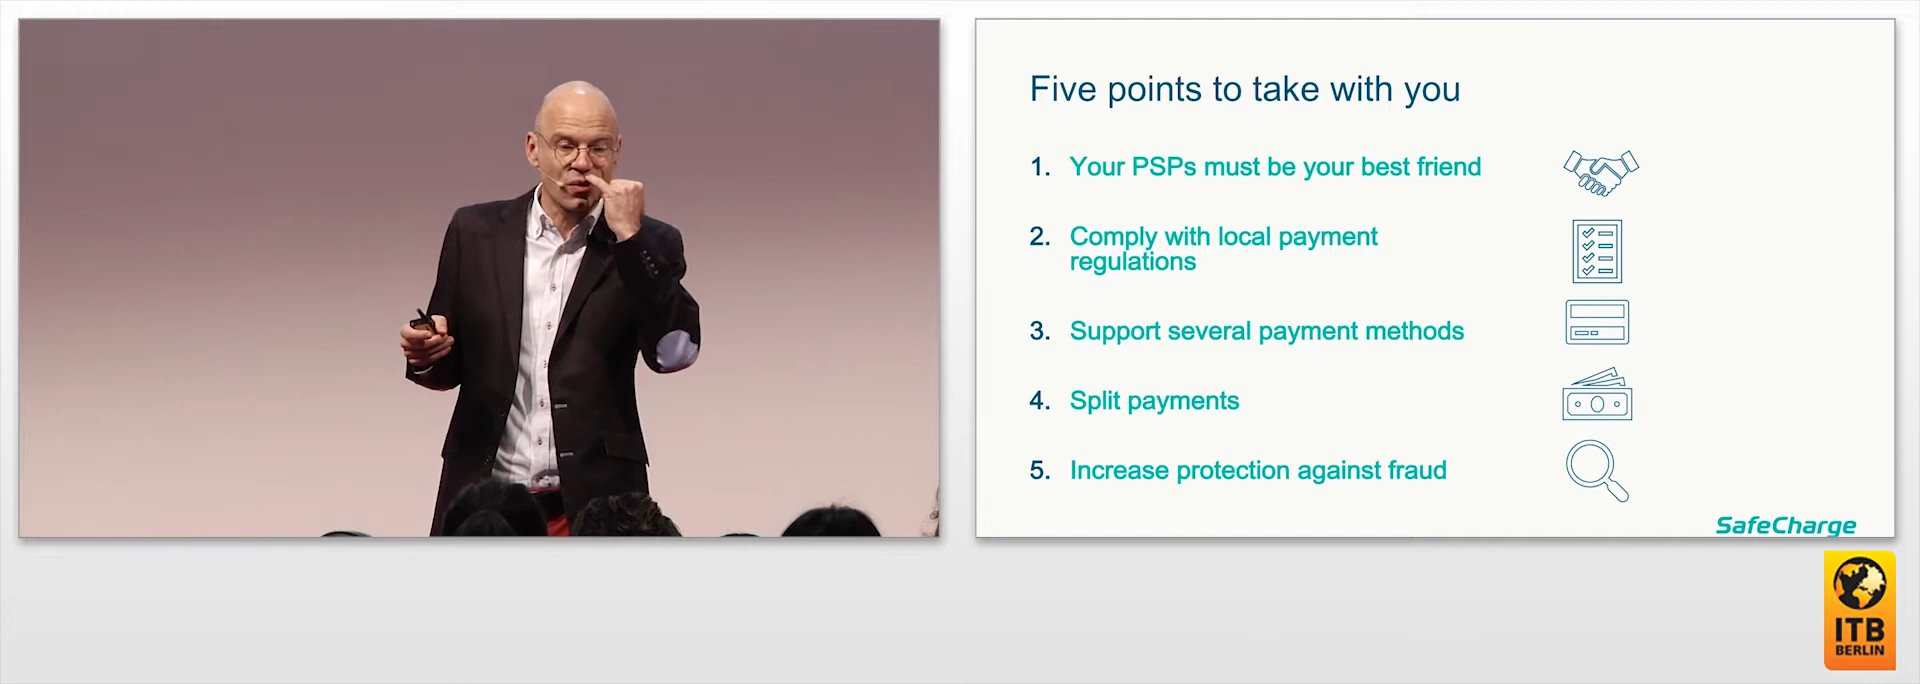 Five points to take with you
1. Your PSPs must be your best friend
2. Comply with local payment
regulations
3. Support several payment methods
4. Split payments
5. Increase protection against fraud
SafeCharge
ITB
BERLIN